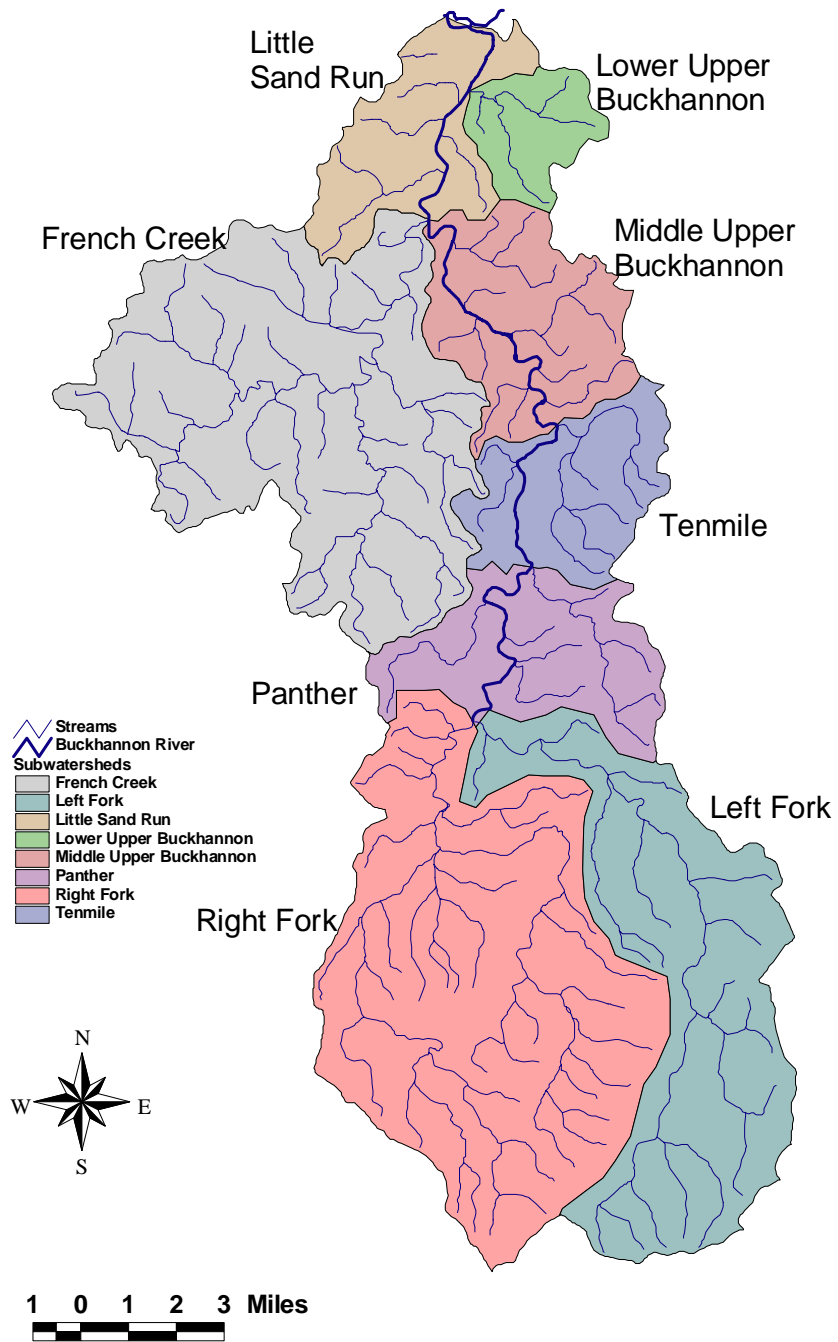 Little
Sand Run
Lower Upper
Buckhannon
French Creek
Middle Upper
Buckhannon
Tenmile
Panther
Left Fork
Right Fork
Streams
Buckhannon River
Subwatersheds
French Creek
Left Fork
Little Sand Run
Lower Upper Buckhannon
Middle Upper Buckhannon
Panther
Right Fork
Tenmile
N
W E
S
1 0 1 2 3 Miles